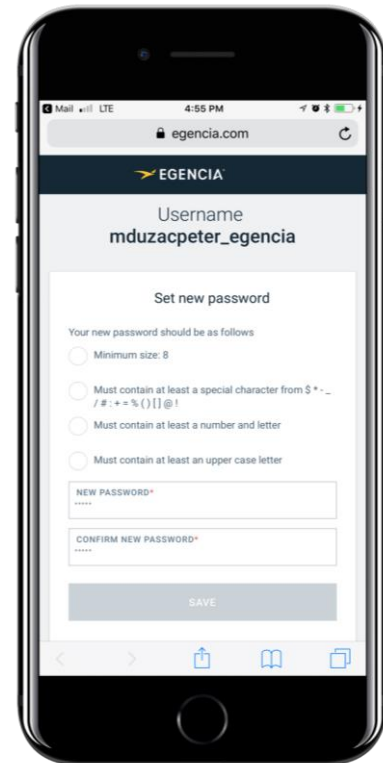 Mail LTE 4:55 PM
egencia.com
EGENCIA
Username
mduzacpeter_egencia
Set new password
Your new password should be as follows
Minimum size: 8
Must contain at least a special character from $ * - _
/ # : + = % ( ) [ ] @ !
Must contain at least a number and letter
Must contain at least an upper case letter
NEW PASSWORD*
•••••
CONFIRM NEW PASSWORD*
•••••
SAVE